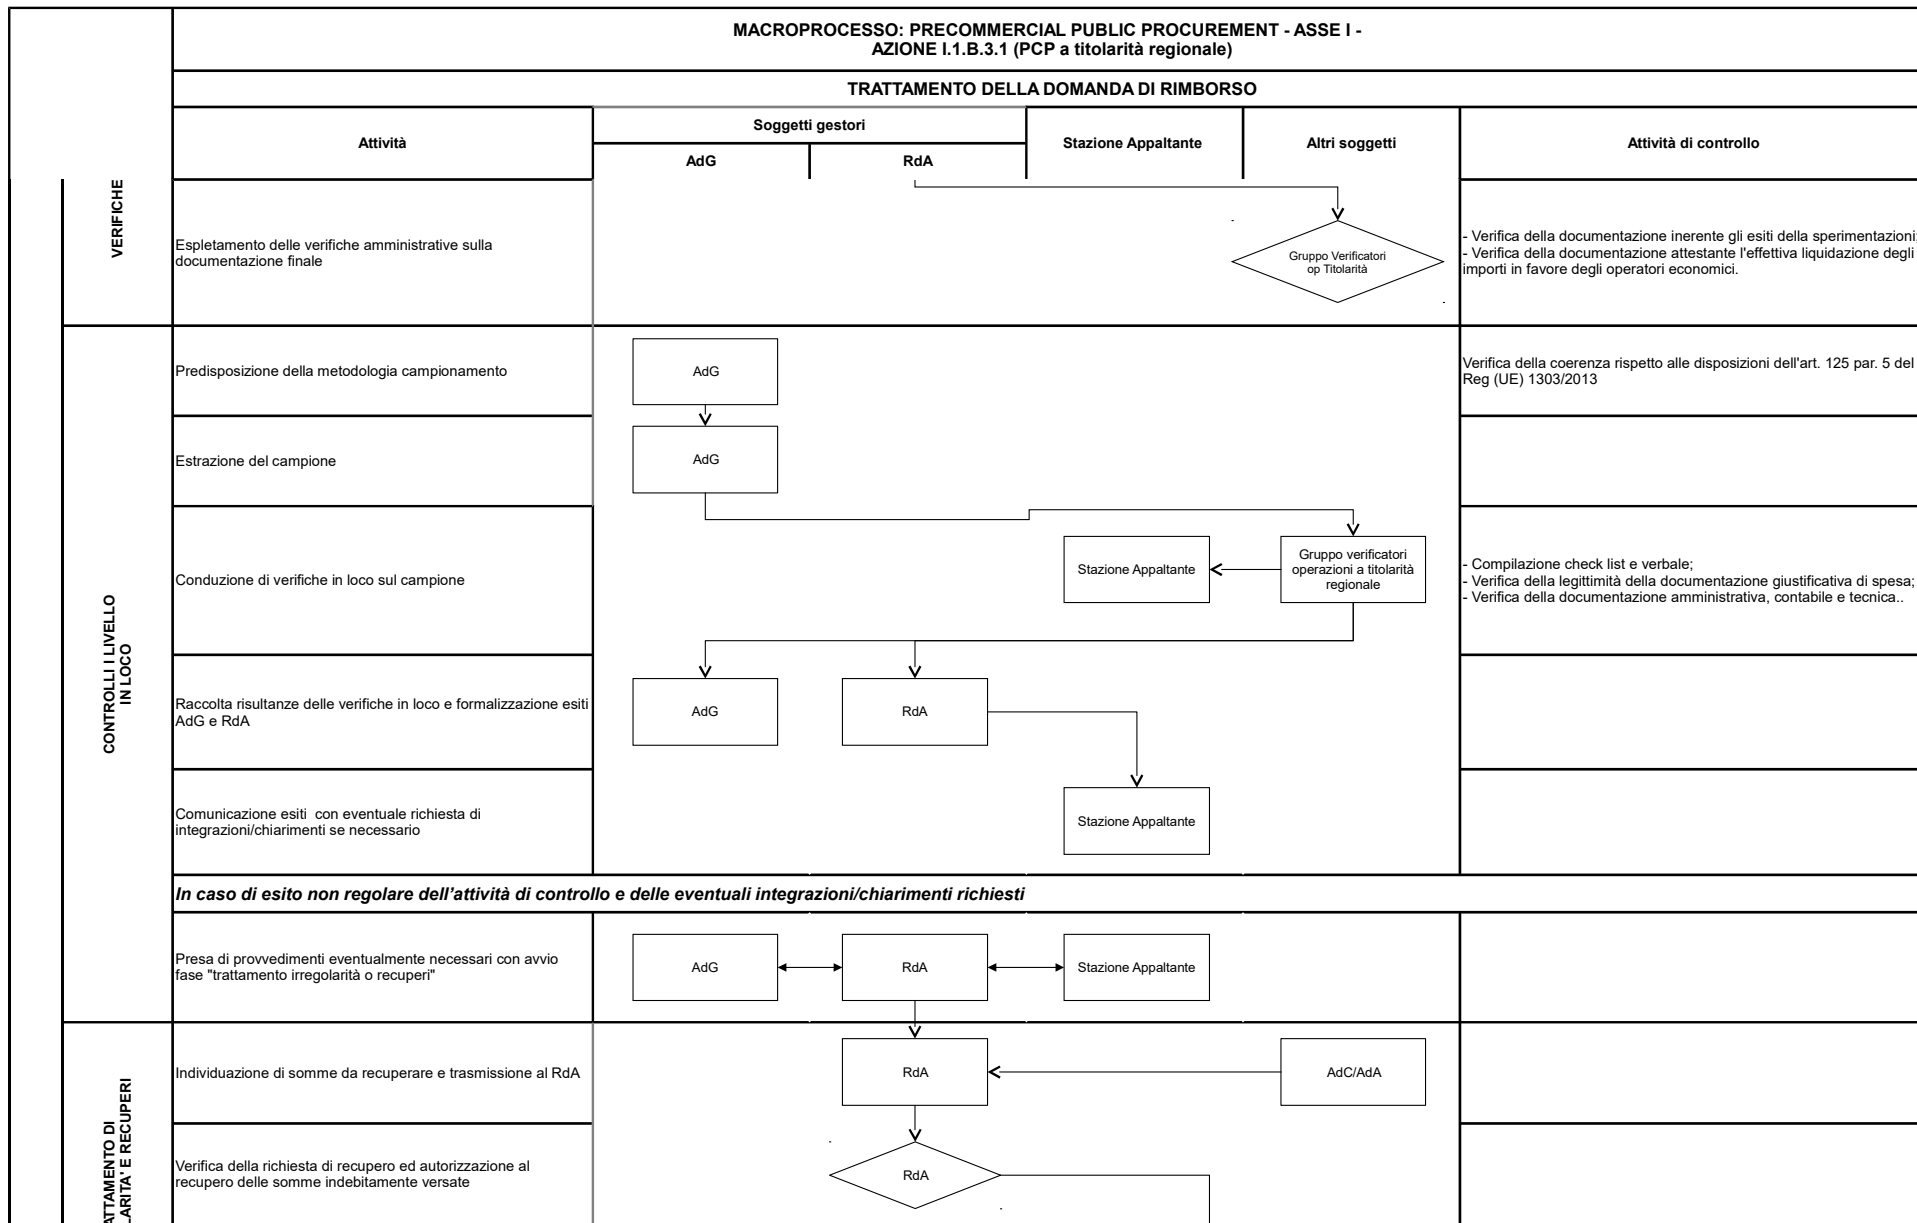 MACROPROCESSO: PRECOMMERCIAL PUBLIC PROCUREMENT - ASSE I -
AZIONE I.1.B.3.1 (PCP a titolarità regionale)
TRATTAMENTO DELLA DOMANDA DI RIMBORSO
Attività
Soggetti gestori
AdG
RdA
Stazione Appaltante
Altri soggetti
Attività di controllo
VERIFICHE
Espletamento delle verifiche amministrative sulla
documentazione finale
Gruppo Verificatori
op Titolarità
- Verifica della documentazione inerente gli esiti della sperimentazioni;
- Verifica della documentazione attestante l'effettiva liquidazione degli
importi in favore degli operatori economici.
CONTROLLI I LIVELLO
IN LOCO
Predisposizione della metodologia campionamento
AdG
Verifica della coerenza rispetto alle disposizioni dell'art. 125 par. 5 del
Reg (UE) 1303/2013
Estrazione del campione
AdG
Conduzione di verifiche in loco sul campione
Stazione Appaltante
Gruppo verificatori
operazioni a titolarità
regionale
- Compilazione check list e verbale;
- Verifica della legittimità della documentazione giustificativa di spesa;
- Verifica della documentazione amministrativa, contabile e tecnica..
Raccolta risultanze delle verifiche in loco e formalizzazione esiti
AdG e RdA
AdG
RdA
Comunicazione esiti  con eventuale richiesta di
integrazioni/chiarimenti se necessario
Stazione Appaltante
In caso di esito non regolare dell'attività di controllo e delle eventuali integrazioni/chiarimenti richiesti
Presa di provvedimenti eventualmente necessari con avvio
fase "trattamento irregolarità o recuperi"
AdG
RdA
Stazione Appaltante
ATTAMENTO DI
LARITA' E RECUPERI
Individuazione di somme da recuperare e trasmissione al RdA
RdA
AdC/AdA
Verifica della richiesta di recupero ed autorizzazione al
recupero delle somme indebitamente versate
RdA